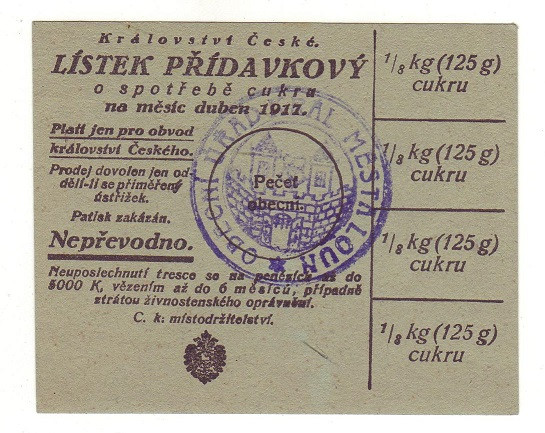 Království České.
LÍSTEK PŘÍDAVKOVÝ
o spotřebě cukru
na měsíc duben 1917.
Platí jen pro obvod
království Českého.
Prodej dovolen jen od-
dělí-li se přiměřený
ústřižek.
Patisk zakázán.
Nepřevodno.
Neuposlechnutí tresce se na penězích až do
5000 K, vězením až do 6 měsíců, případně
ztrátou živnostenského oprávnění.
C. k. místodržitelství.
Pečeť
obecní.
OBECNÍ ÚŘAD KRÁL. MĚSTA LOUN
1/8 kg (125 g)
cukru
1/8 kg (125 g)
cukru
1/8 kg (125 g)
cukru
1/8 kg (125 g)
cukru